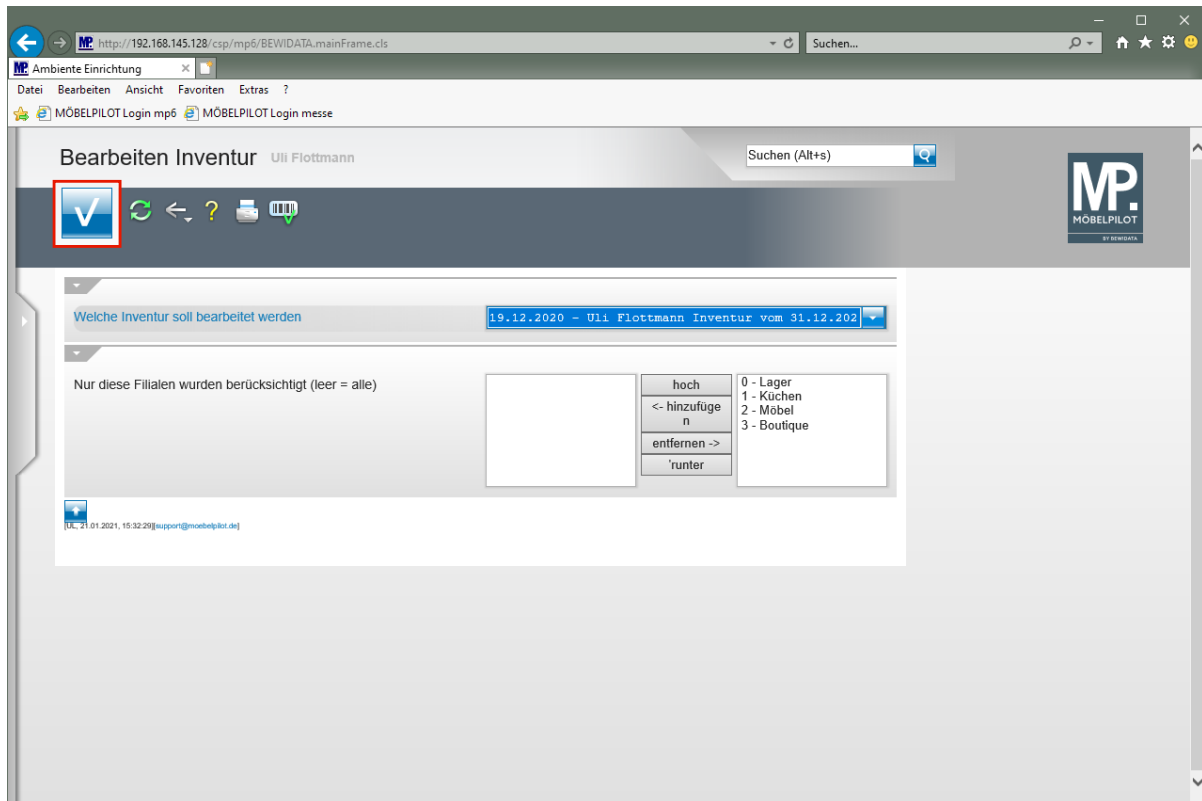 http://192.168.145.128/csp/mp6/BEWIDATA.mainFrame.cls
Suchen...
MP. Ambiente Einrichtung
Datei Bearbeiten Ansicht Favoriten Extras ?
MÖBELPILOT Login mp6 MÖBELPILOT Login messe
Bearbeiten Inventur Uli Flottmann
Suchen (Alt+s)
MP.
MÖBELPILOT
BY BEWIDATA
Welche Inventur soll bearbeitet werden
19.12.2020 - Uli Flottmann Inventur vom 31.12.202
Nur diese Filialen wurden berücksichtigt (leer = alle)
hoch
<- hinzufüge
n
entfernen ->
'runter
0 - Lager
1 - Küchen
2 - Möbel
3 - Boutique
[UL, 21.01.2021, 15:32:29][support@moebelpilot.de]